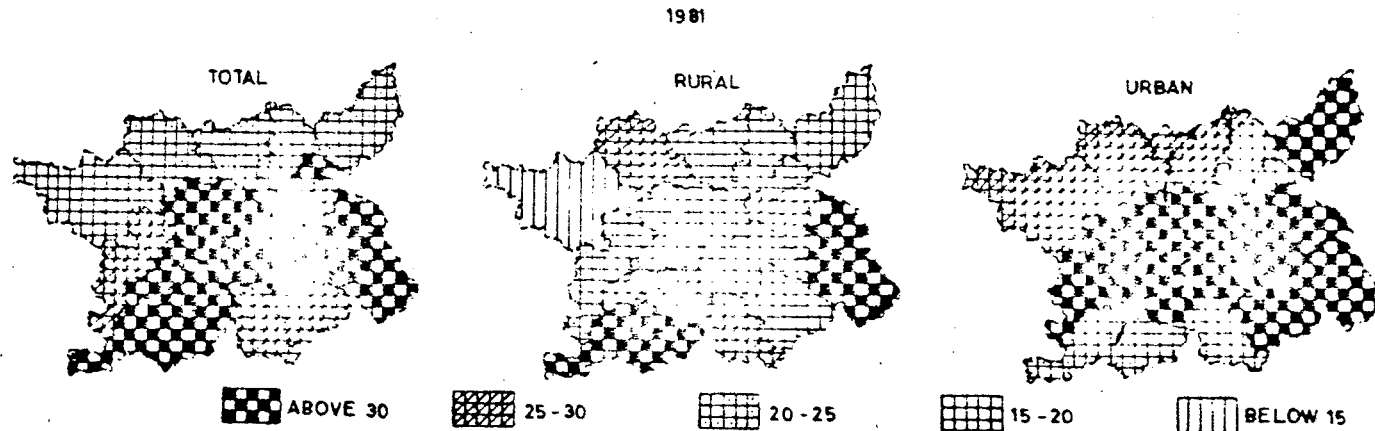 1981
TOTAL
RURAL
URBAN
ABOVE 30
25-30
20-25
15-20
BELOW 15